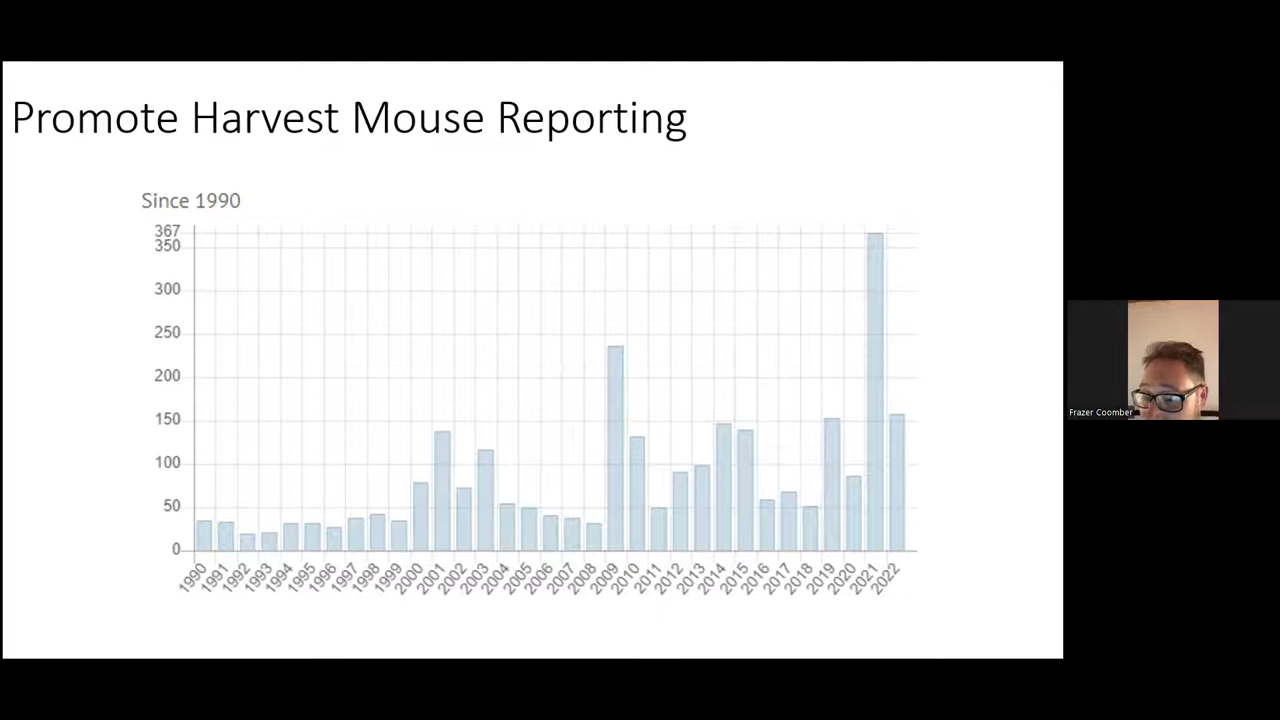 Promote Harvest Mouse Reporting
Since 1990
367
350
300
250
200
150
100
50
0
1990 1991 1992 1993 1994 1995 1996 1997 1998 1999 2000 2001 2002 2003 2004 2005 2006 2007 2008 2009 2010 2011 2012 2013 2014 2015 2016 2017 2018 2019 2020 2021 2022
Frazer Coomber